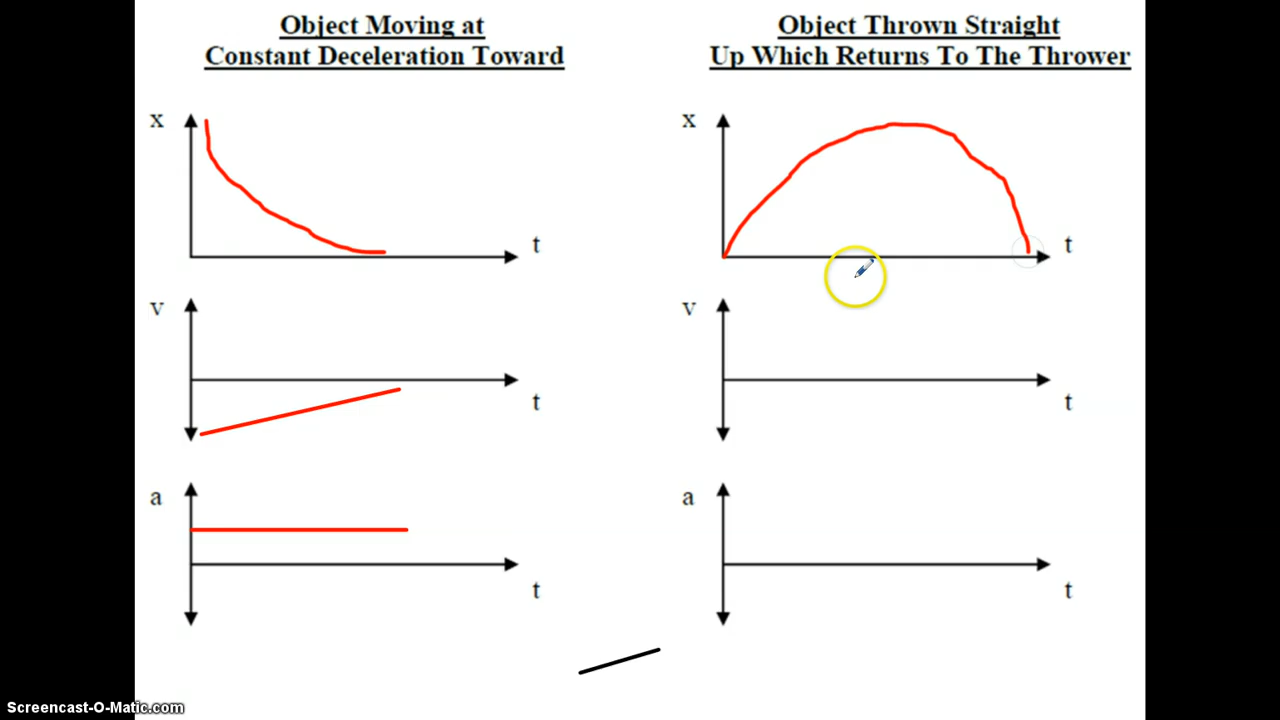 Object Moving at
Constant Deceleration Toward
x
t
v
t
a
t
Object Thrown Straight
Up Which Returns To The Thrower
x
t
v
t
a
t
Screencast-O-Matic.com